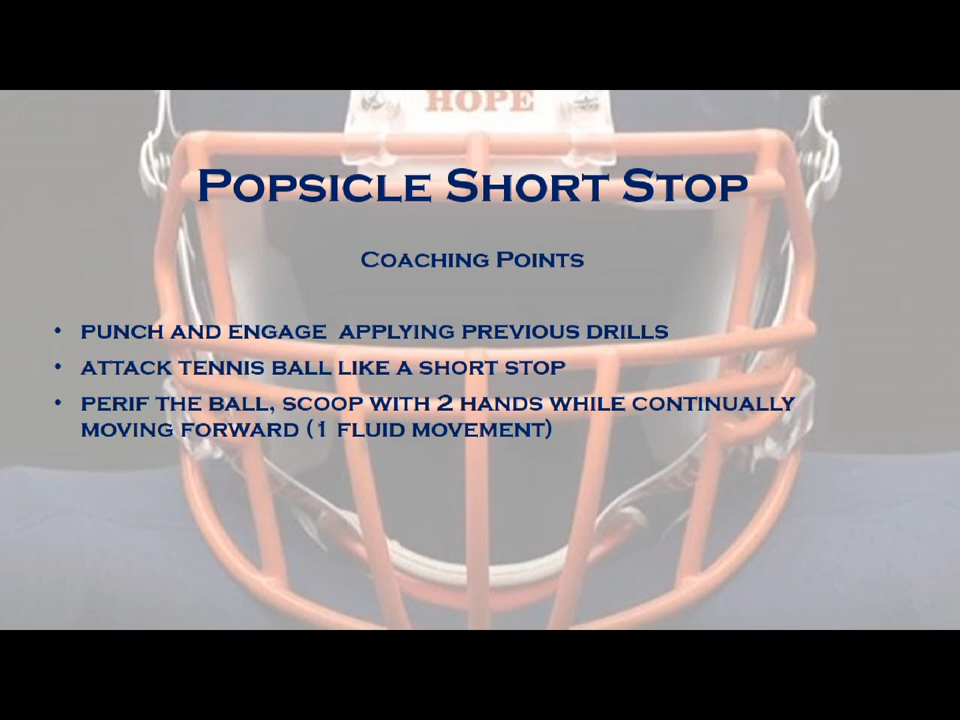 HOPE
POPSICLE SHORT STOP
COACHING POINTS
• PUNCH AND ENGAGE APPLYING PREVIOUS DRILLS
• ATTACK TENNIS BALL LIKE A SHORT STOP
• PERIF THE BALL, SCOOP WITH 2 HANDS WHILE CONTINUALLY
MOVING FORWARD (1 FLUID MOVEMENT)